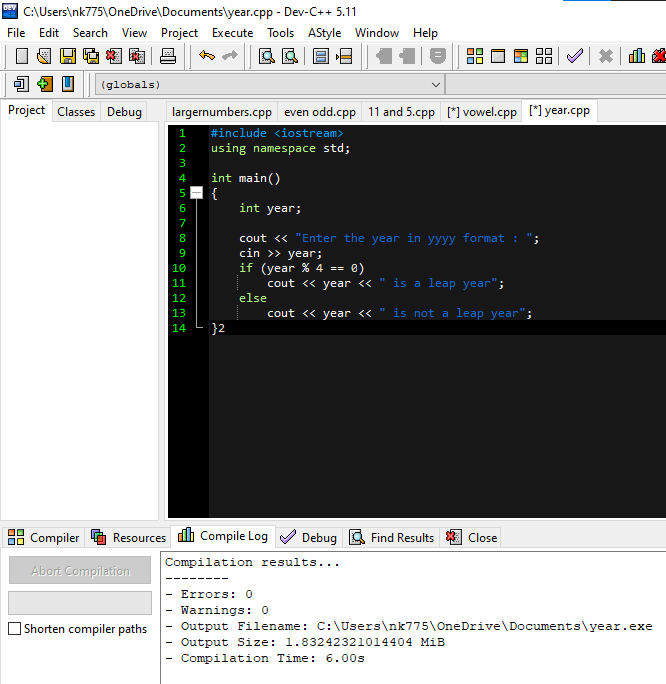 C:\Users\nk775\OneDrive\Documents\year.cpp - Dev-C++ 5.11
File Edit Search View Project Execute Tools AStyle Window Help
(globals)
Project Classes Debug
largernumbers.cpp even odd.cpp 11 and 5.cpp [*] vowel.cpp [*] year.cpp
1 #include <iostream>
2 using namespace std;
3
4 int main()
5 {
6 int year;
7
8 cout << "Enter the year in yyyy format : ";
9 cin >> year;
10 if (year % 4 == 0)
11 cout << year << " is a leap year";
12 else
13 cout << year << " is not a leap year";
14 }2
Compiler Resources Compile Log Debug Find Results Close
Abort Compilation
Shorten compiler paths
Compilation results...
--------
- Errors: 0
- Warnings: 0
- Output Filename: C:\Users\nk775\OneDrive\Documents\year.exe
- Output Size: 1.83242321014404 MiB
- Compilation Time: 6.00s